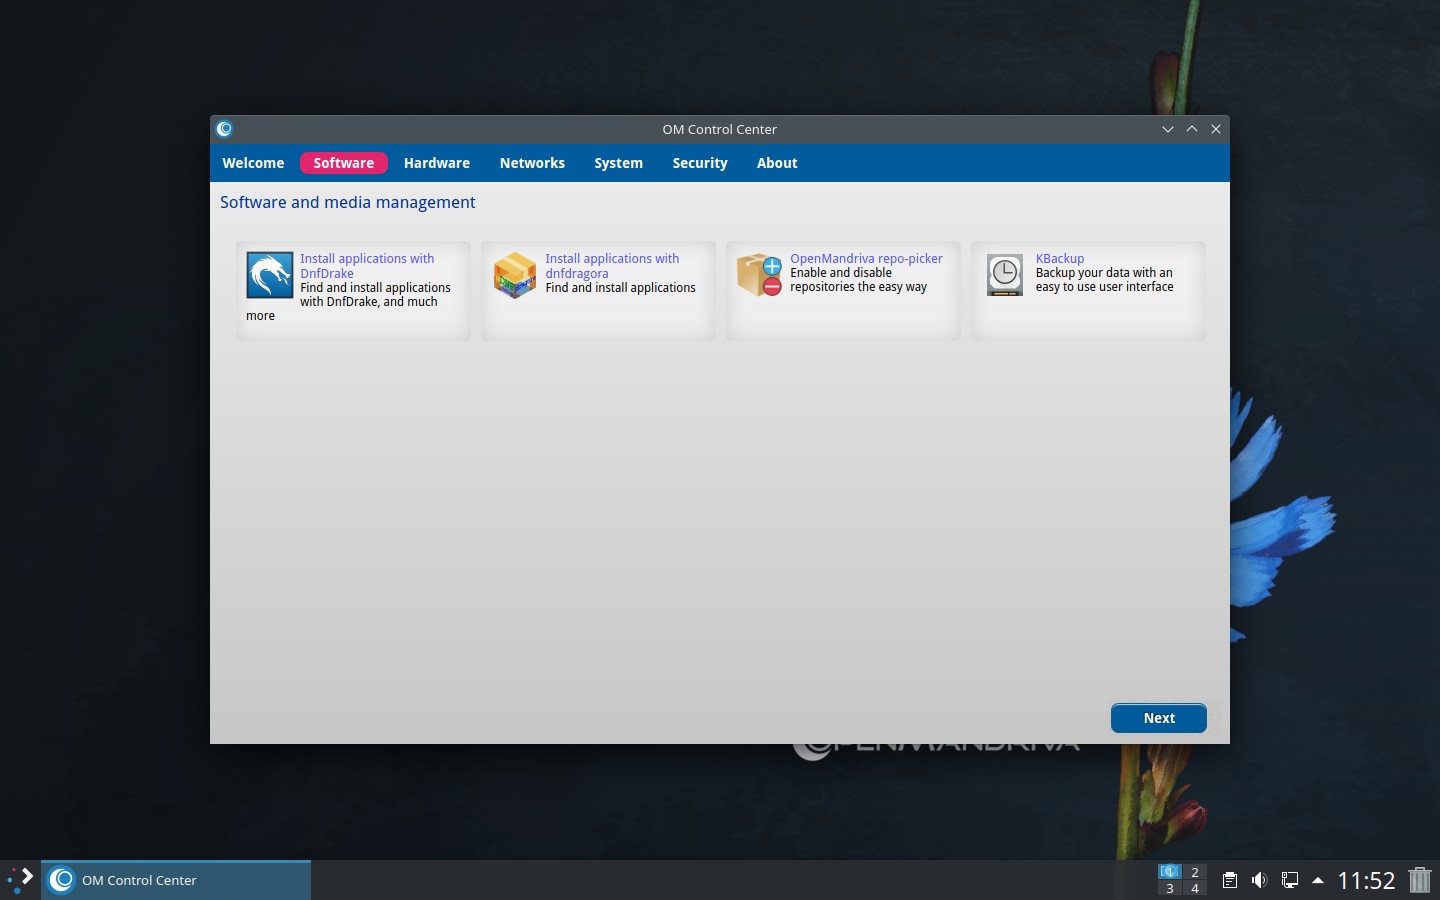 OM Control Center
Welcome Software Hardware Networks System Security About
Software and media management
Install applications with
DnfDrake
Find and install applications
with DnfDrake, and much
more
Install applications with
dnfdragora
Find and install applications
OpenMandriva repo-picker
Enable and disable
repositories the easy way
KBackup
Backup your data with an
easy to use user interface
Next
OM Control Center
1 2
3 4
11:52